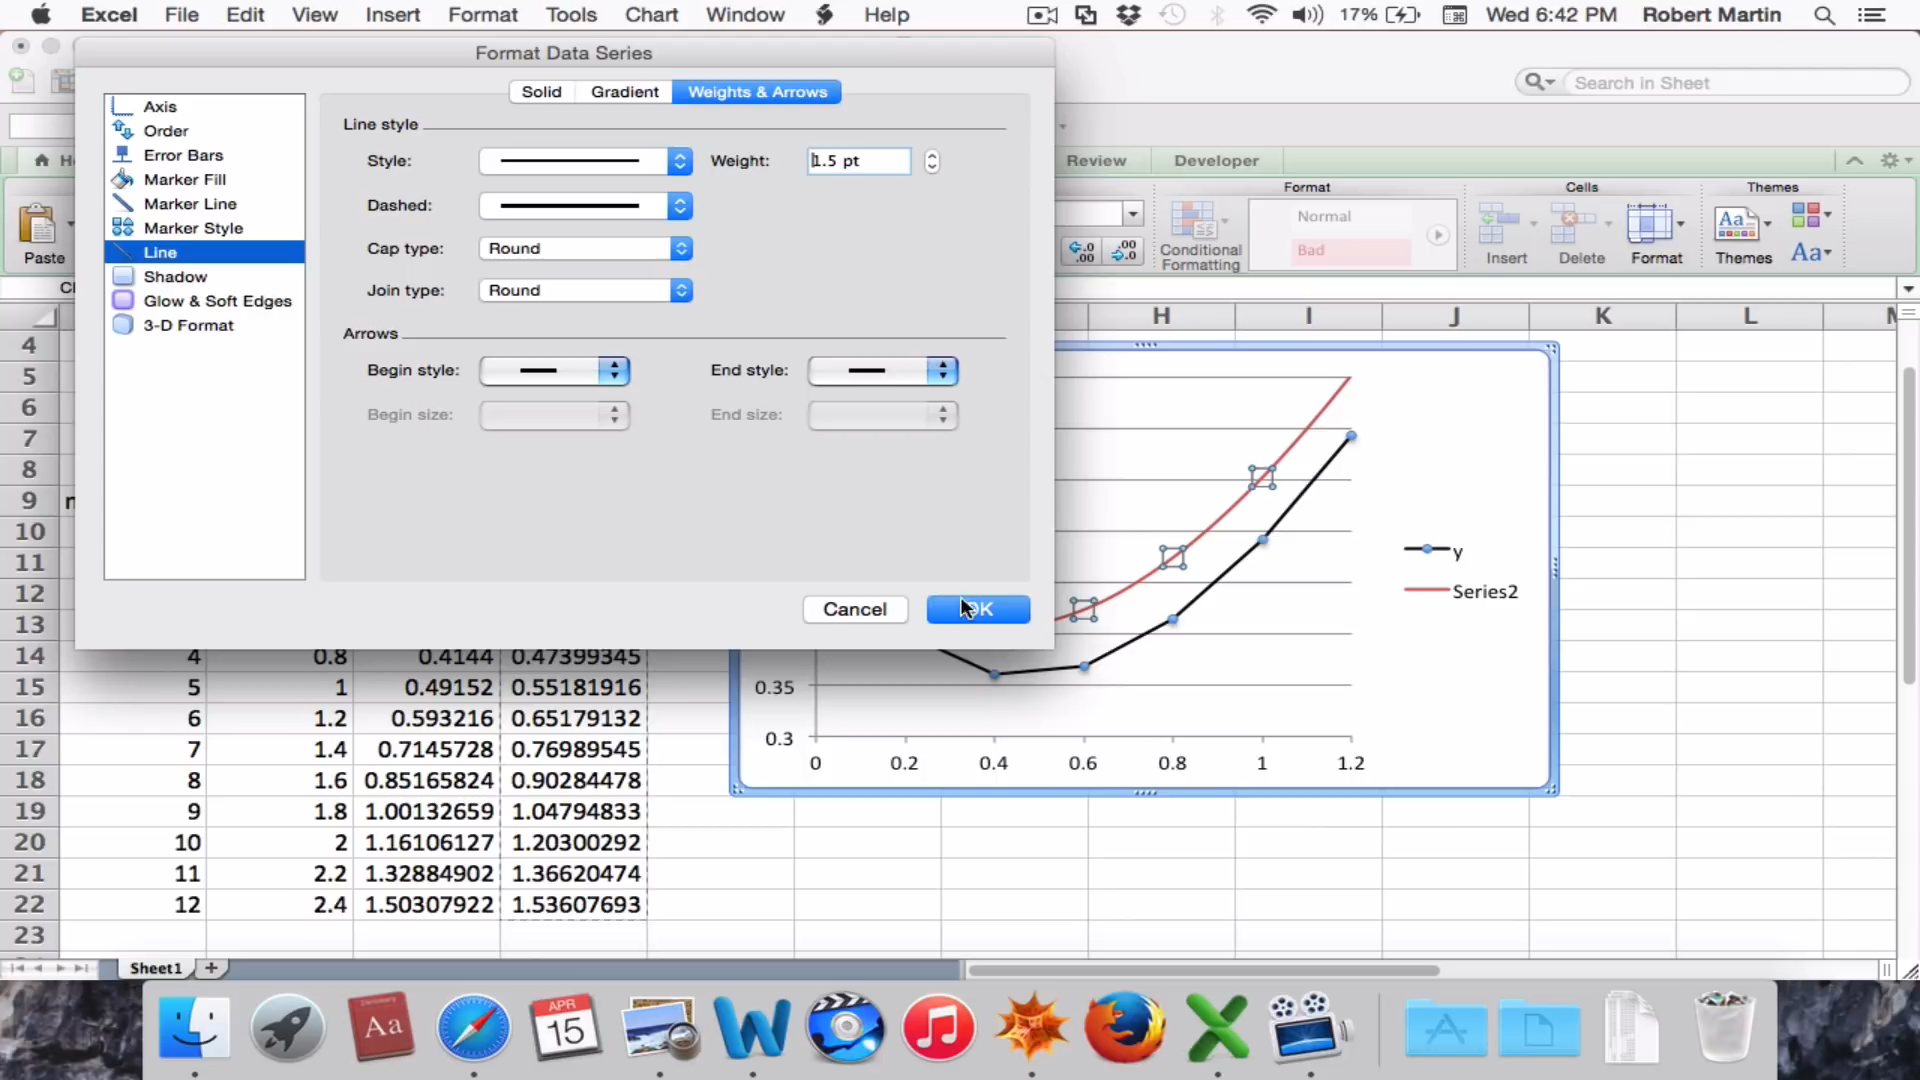 Excel File Edit View Insert Format Tools Chart Window Help 17% Wed 6:42 PM Robert Martin
Format Data Series
Search in Sheet
Solid Gradient Weights & Arrows
Axis
Order
Error Bars
Marker Fill
Marker Line
Marker Style
Line
Shadow
Glow & Soft Edges
3-D Format
Line style
Style: Weight: 1.5 pt
Dashed:
Cap type: Round
Join type: Round
Arrows
Begin style: End style:
Begin size: End size:
Cancel OK
Review Developer
Format Cells Themes
Paste
Conditional
Formatting
Normal
Bad
Insert Delete Format Themes Aa
H I J K L
4
5
6
7
8
9
10
11
12
13
14 4 0.8 0.4144 0.47399345
15 5 1 0.49152 0.55181916
16 6 1.2 0.593216 0.65179132
17 7 1.4 0.7145728 0.76989545
18 8 1.6 0.85165824 0.90284478
19 9 1.8 1.00132659 1.04794833
20 10 2 1.16106127 1.20300292
21 11 2.2 1.32884902 1.36620474
22 12 2.4 1.50307922 1.53607693
23
y
Series2
0.35
0.3
0 0.2 0.4 0.6 0.8 1 1.2
Sheet1
Dictionary
Aa
APR
15